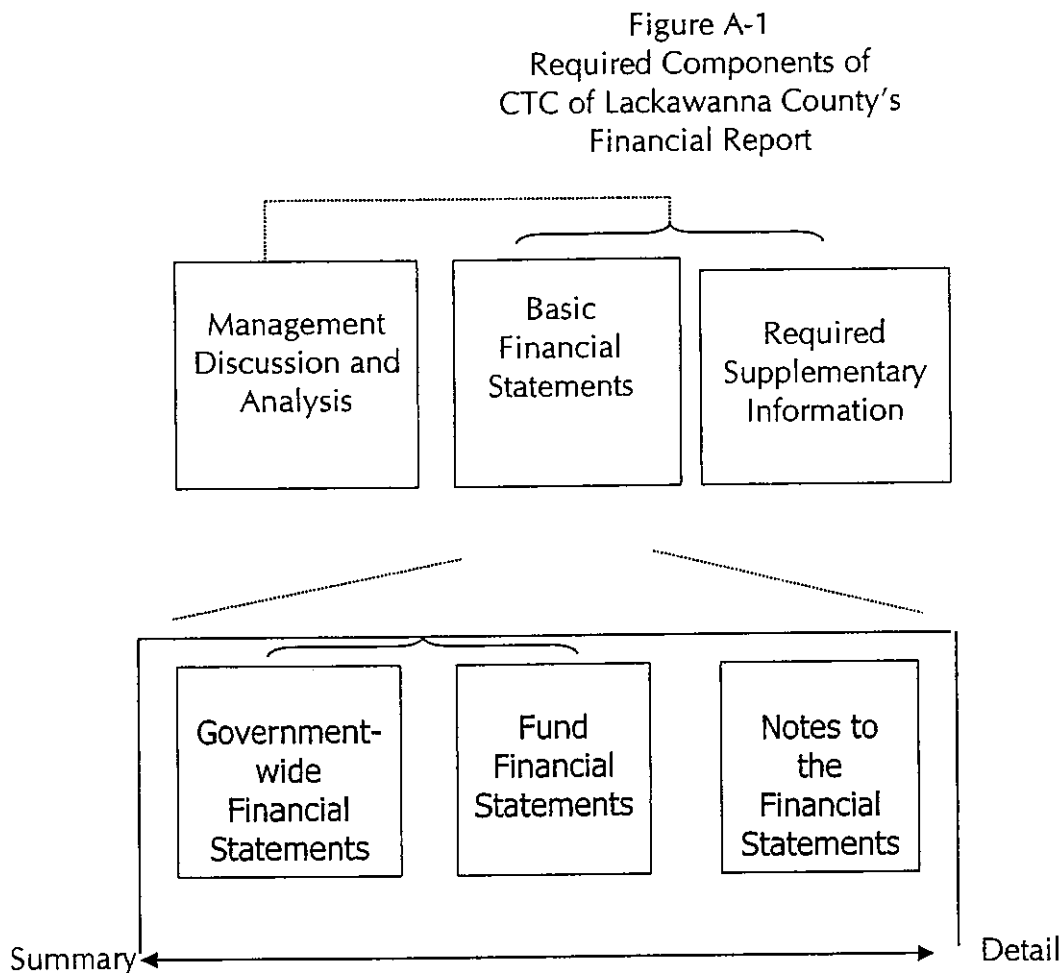 Figure A-1
Required Components of
CTC of Lackawanna County's
Financial Report
Management
Discussion and
Analysis
Basic
Financial
Statements
Required
Supplementary
Information
Government-
wide
Financial
Statements
Fund
Financial
Statements
Notes to
the
Financial
Statements
Summary
Detail